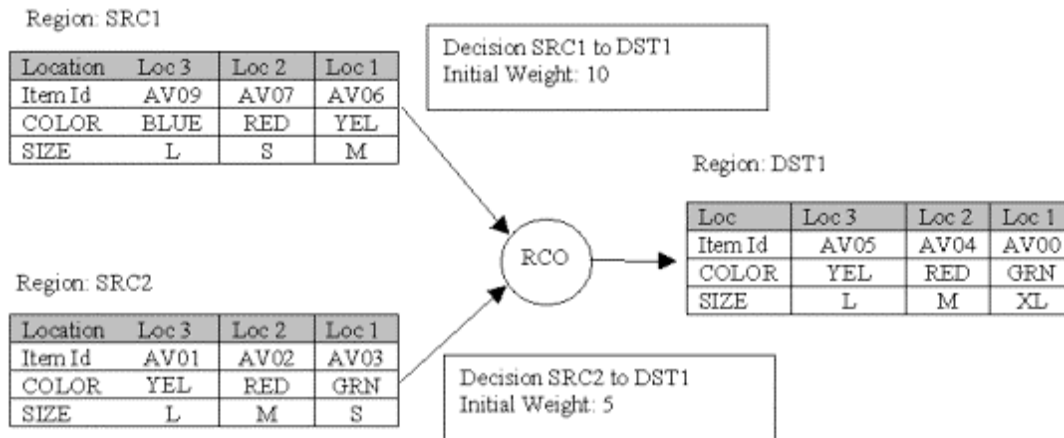 Region: SRC1
Location Loc 3 Loc 2 Loc 1
Item Id AV09 AV07 AV06
COLOR BLUE RED YEL
SIZE L S M
Decision SRC1 to DST1
Initial Weight: 10
Region: DST1
Loc Loc 3 Loc 2 Loc 1
Item Id AV05 AV04 AV00
COLOR YEL RED GRN
SIZE L M XL
RCO
Region: SRC2
Location Loc 3 Loc 2 Loc 1
Item Id AV01 AV02 AV03
COLOR YEL RED GRN
SIZE L M S
Decision SRC2 to DST1
Initial Weight: 5